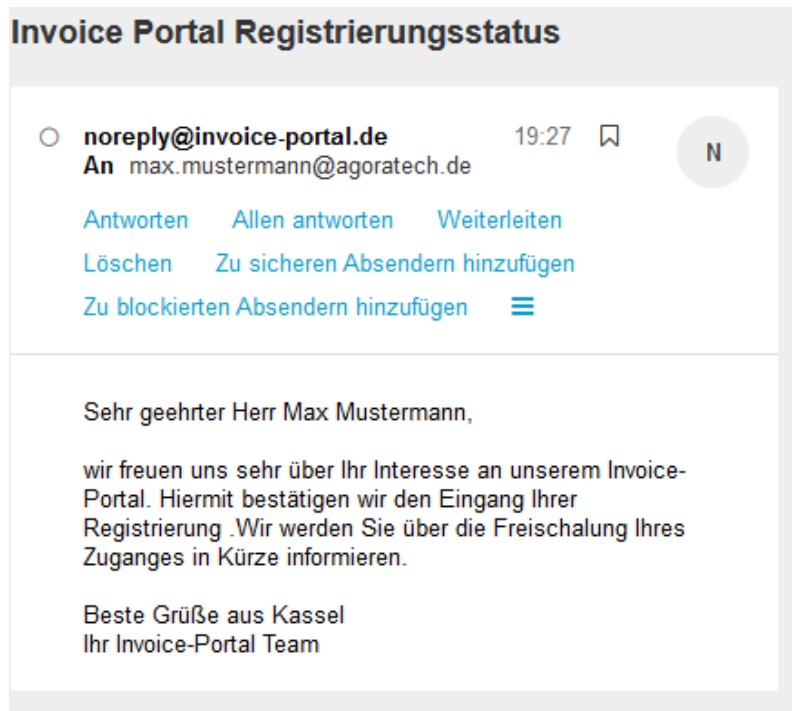 Invoice Portal Registrierungsstatus
noreply@invoice-portal.de 19:27
N
An max.mustermann@agoratech.de
Antworten Allen antworten Weiterleiten
Löschen Zu sicheren Absendern hinzufügen
Zu blockierten Absendern hinzufügen
Sehr geehrter Herr Max Mustermann,
wir freuen uns sehr über Ihr Interesse an unserem Invoice-
Portal. Hiermit bestätigen wir den Eingang Ihrer
Registrierung .Wir werden Sie über die Freischalung Ihres
Zuganges in Kürze informieren.
Beste Grüße aus Kassel
Ihr Invoice-Portal Team